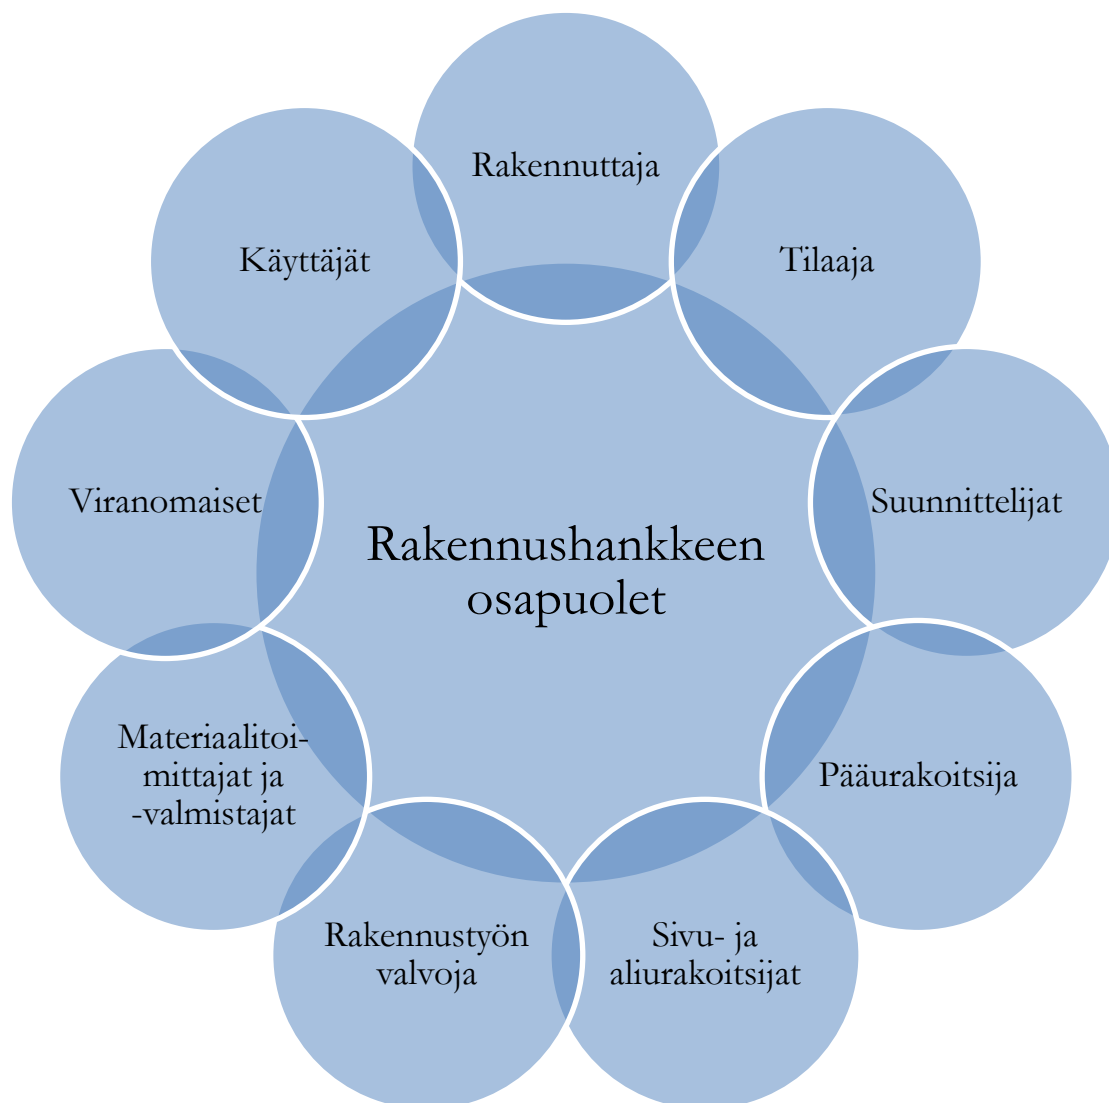 Rakennuttaja
Tilaaja
Suunnittelijat
Pääurakoitsija
Sivu- ja
aliurakoitsijat
Rakennustyön
valvoja
Materiaalitoi-
mittajat ja
-valmistajat
Viranomaiset
Käyttäjät
Rakennushankkeen
osapuolet